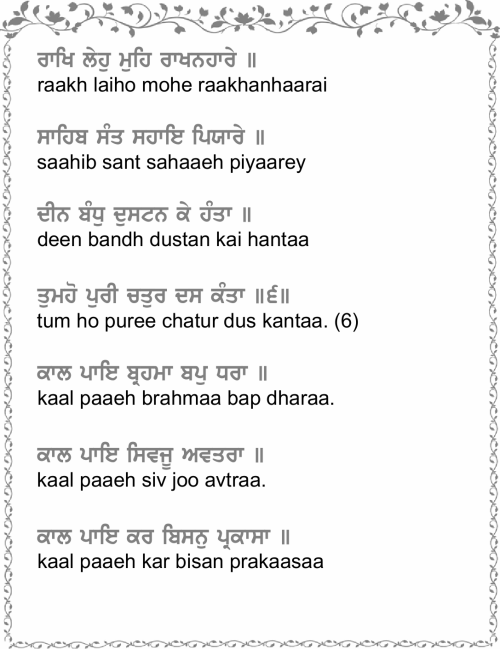 ਰਾਖਿ ਲੇਹੁ ਮੁਹਿ ਰਾਖਨਹਾਰੇ ॥
raakh laiho mohe raakhanhaarai
ਸਾਹਿਬ ਸੰਤ ਸਹਾਇ ਪਿਯਾਰੇ ॥
saahib sant sahaaeh piyaarey
ਦੀਨ ਬੰਧੁ ਦੁਸਟਨ ਕੇ ਹੰਤਾ ॥
deen bandh dustan kai hantaa
ਤੁਮਹੋ ਪੁਰੀ ਚਤੁਰ ਦਸ ਕੰਤਾ ॥੬॥
tum ho puree chatur dus kantaa. (6)
ਕਾਲ ਪਾਇ ਬ੍ਰਹਮਾ ਬਪੁ ਧਰਾ ॥
kaal paaeh brahmaa bap dharaa.
ਕਾਲ ਪਾਇ ਸਿਵਜੂ ਅਵਤਰਾ ॥
kaal paaeh siv joo avtraa.
ਕਾਲ ਪਾਇ ਕਰ ਬਿਸਨੁ ਪ੍ਰਕਾਸਾ ॥
kaal paaeh kar bisan prakaasaa